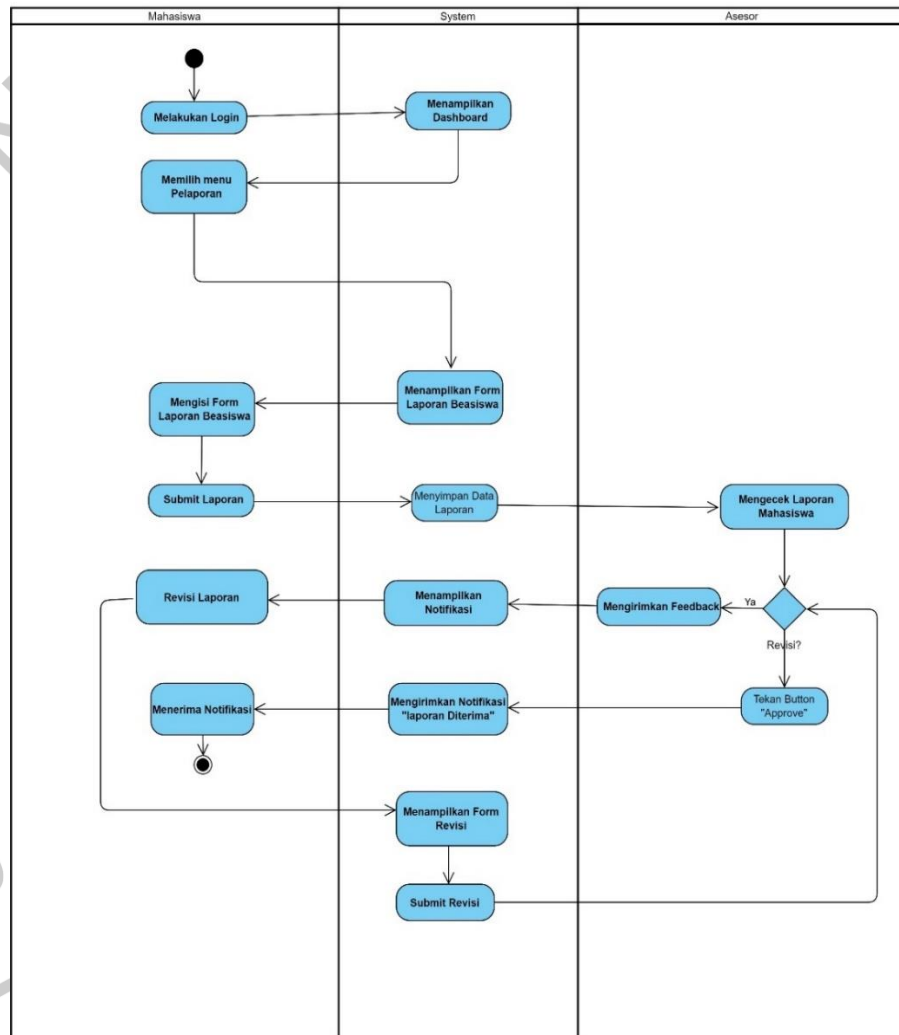 Mahasiswa
System
Asesor
Melakukan Login
Menampilkan
Dashboard
Memilih menu
Pelaporan
Menampilkan Form
Laporan Beasiswa
Mengisi Form
Laporan Beasiswa
Submit Laporan
Menyimpan Data
Laporan
Mengecek Laporan
Mahasiswa
Revisi Laporan
Menampilkan
Notifikasi
Mengirimkan Feedback
Ya
Revisi?
Menerima Notifikasi
Mengirimkan Notifikasi
"laporan Diterima"
Tekan Button
"Approve"
Menampilkan Form
Revisi
Submit Revisi